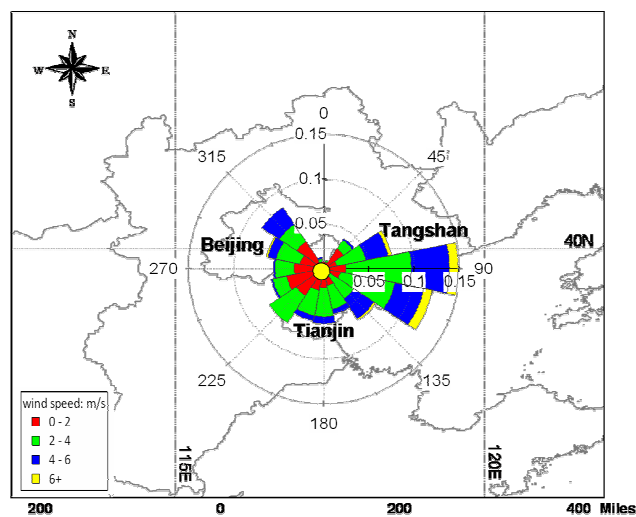 N
W E
S
0
0.15
315 45
0.1
0.05
Tangshan
Beijing
40N
270 0.05 0.1 0.15 90
Tianjin
225 135
180
wind speed: m/s
0 - 2
2 - 4
4 - 6
6+
115E
120E
200 0 200 400 Miles